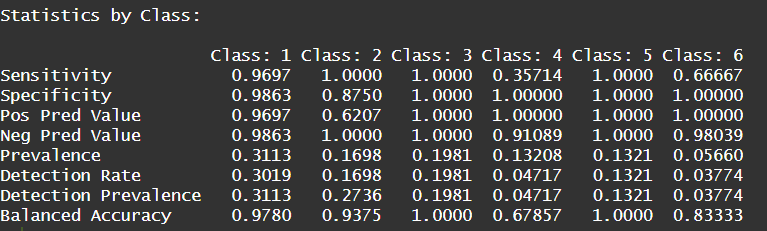 Statistics by Class:
Class: 1 Class: 2 Class: 3 Class: 4 Class: 5 Class: 6
Sensitivity 0.9697 1.0000 1.0000 0.35714 1.0000 0.66667
Specificity 0.9863 0.8750 1.0000 1.00000 1.0000 1.00000
Pos Pred Value 0.9697 0.6207 1.0000 1.00000 1.0000 1.00000
Neg Pred Value 0.9863 1.0000 1.0000 0.91089 1.0000 0.98039
Prevalence 0.3113 0.1698 0.1981 0.13208 0.1321 0.05660
Detection Rate 0.3019 0.1698 0.1981 0.04717 0.1321 0.03774
Detection Prevalence 0.3113 0.2736 0.1981 0.04717 0.1321 0.03774
Balanced Accuracy 0.9780 0.9375 1.0000 0.67857 1.0000 0.83333